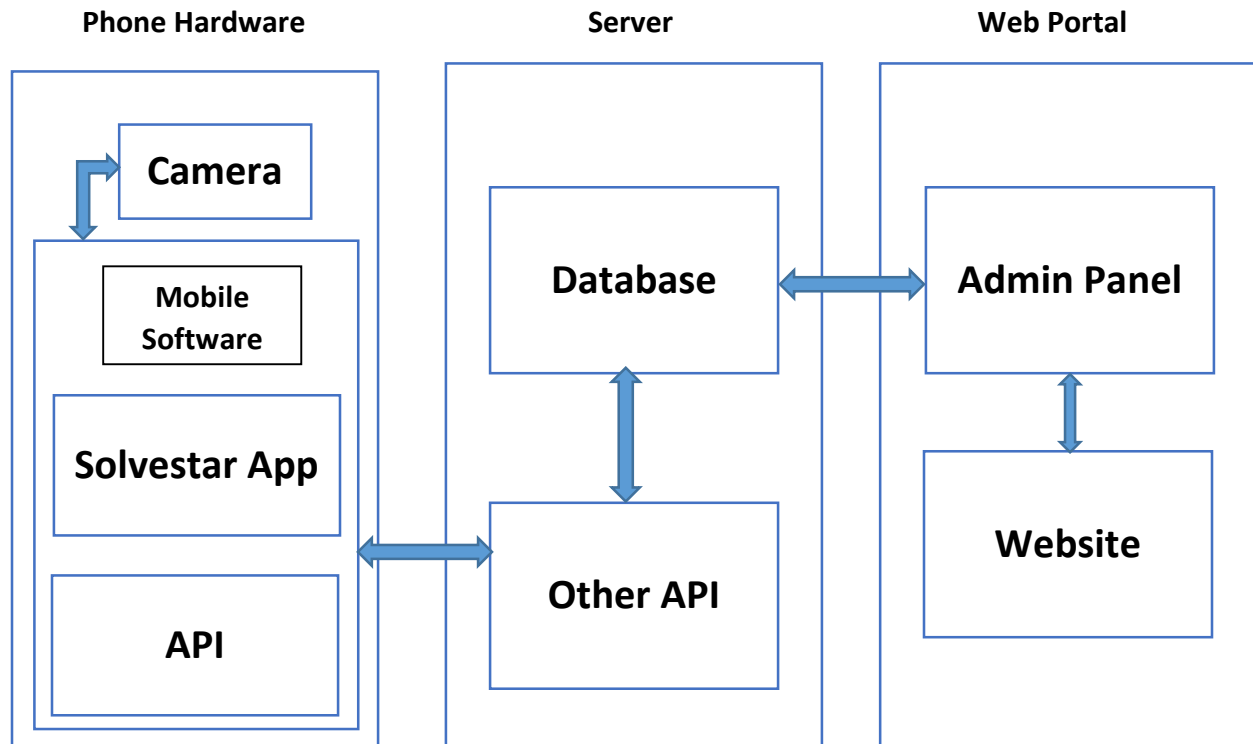 Phone Hardware
Server
Web Portal
Camera
Mobile
Software
Solvestar App
API
Database
Other API
Admin Panel
Website